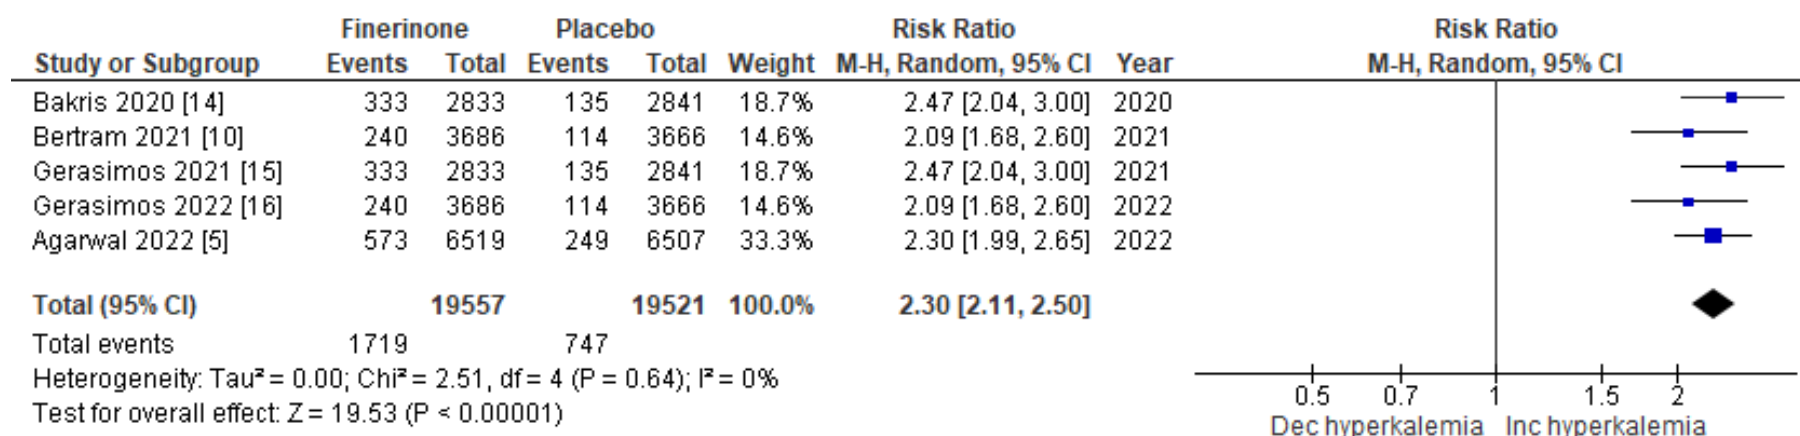 Finerinone Placebo Risk Ratio Risk Ratio
Study or Subgroup Events Total Events Total Weight M-H, Random, 95% CI Year M-H, Random, 95% CI
Bakris 2020 [14] 333 2833 135 2841 18.7% 2.47 [2.04, 3.00] 2020
Bertram 2021 [10] 240 3686 114 3666 14.6% 2.09 [1.68, 2.60] 2021
Gerasimos 2021 [15] 333 2833 135 2841 18.7% 2.47 [2.04, 3.00] 2021
Gerasimos 2022 [16] 240 3686 114 3666 14.6% 2.09 [1.68, 2.60] 2022
Agarwal 2022 [5] 573 6519 249 6507 33.3% 2.30 [1.99, 2.65] 2022
Total (95% CI) 19557 19521 100.0% 2.30 [2.11, 2.50]
Total events 1719 747
Heterogeneity: Tau² = 0.00; Chi² = 2.51, df = 4 (P = 0.64); I² = 0%
Test for overall effect: Z = 19.53 (P < 0.00001)
0.5 0.7 1 1.5 2
Dec hyperkalemia Inc hyperkalemia